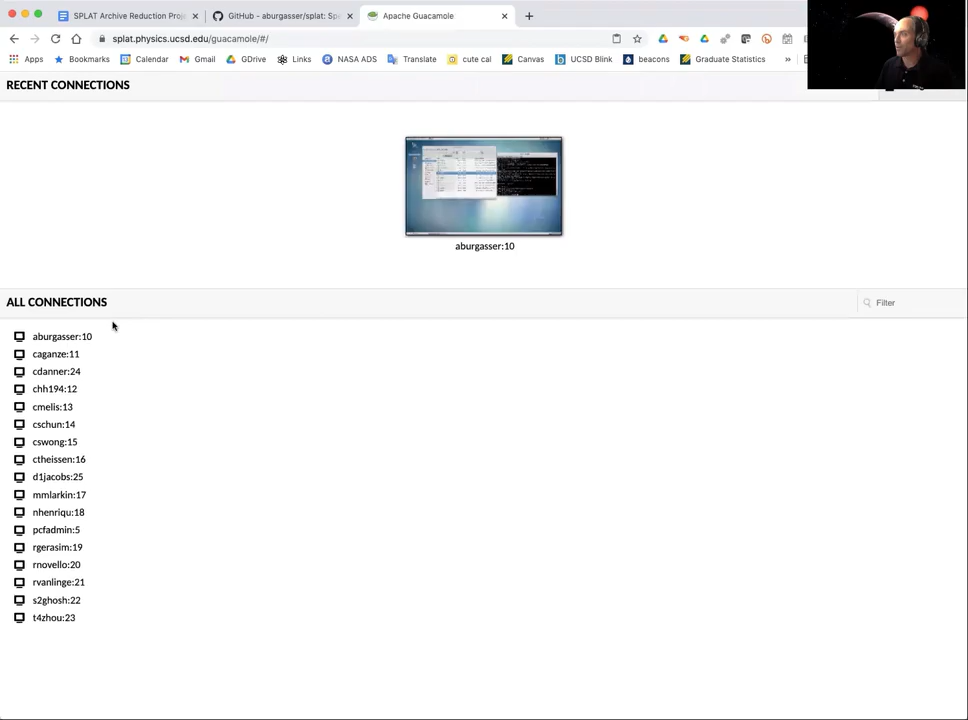 SPLAT Archive Reduction Proj
GitHub - aburgasser/splat: Sp
Apache Guacamole
splat.physics.ucsd.edu/guacamole/#/
Apps Bookmarks Calendar Gmail GDrive Links NASA ADS Translate cute cal Canvas UCSD Blink beacons Graduate Statistics »
RECENT CONNECTIONS
aburgasser:10
ALL CONNECTIONS
Filter
aburgasser:10
caganze:11
cdanner:24
chh194:12
cmelis:13
cschun:14
cswong:15
ctheissen:16
d1jacobs:25
mmlarkin:17
nhenriqu:18
pcfadmin:5
rgerasim:19
rnovello:20
rvanlinge:21
s2ghosh:22
t4zhou:23